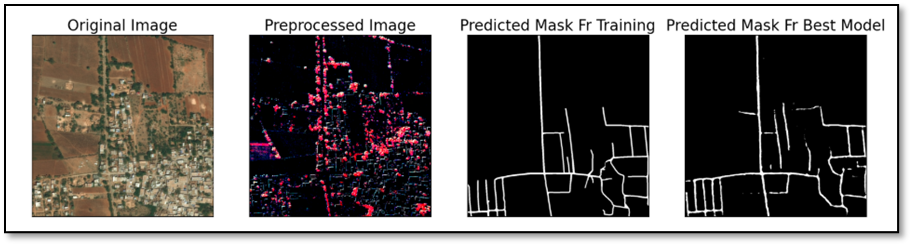 Original Image
Preprocessed Image
Predicted Mask Fr Training
Predicted Mask Fr Best Model